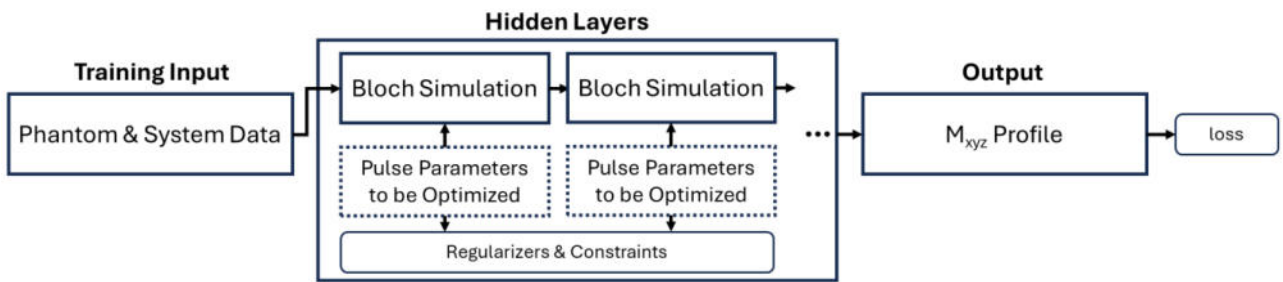 Hidden Layers
Training Input
Output
Phantom & System Data
Bloch Simulation
Bloch Simulation
...
M_xyz Profile
loss
Pulse Parameters
to be Optimized
Pulse Parameters
to be Optimized
Regularizers & Constraints